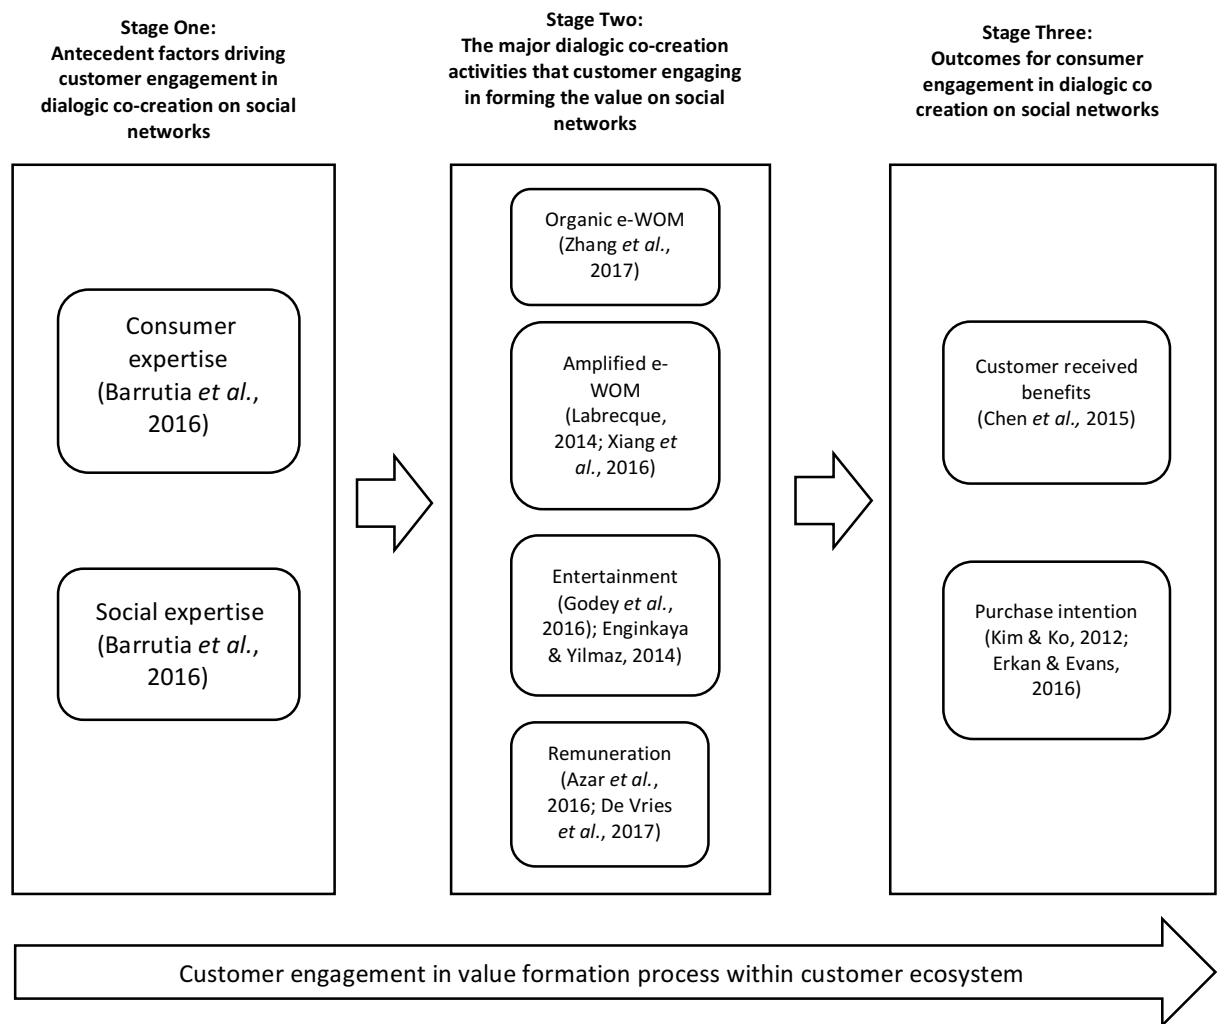 Stage One:
Antecedent factors driving
customer engagement in
dialogic co-creation on social
networks
Stage Two:
The major dialogic co-creation
activities that customer engaging
in forming the value on social
networks
Stage Three:
Outcomes for consumer
engagement in dialogic co
creation on social networks
Consumer
expertise
(Barrutia et al.,
2016)
Social expertise
(Barrutia et al.,
2016)
Organic e-WOM
(Zhang et al.,
2017)
Amplified e-
WOM
(Labrecque,
2014; Xiang et
al., 2016)
Entertainment
(Godey et al.,
2016); Enginkaya
& Yilmaz, 2014)
Remuneration
(Azar et al.,
2016; De Vries
et al., 2017)
Customer received
benefits
(Chen et al., 2015)
Purchase intention
(Kim & Ko, 2012;
Erkan & Evans,
2016)
Customer engagement in value formation process within customer ecosystem